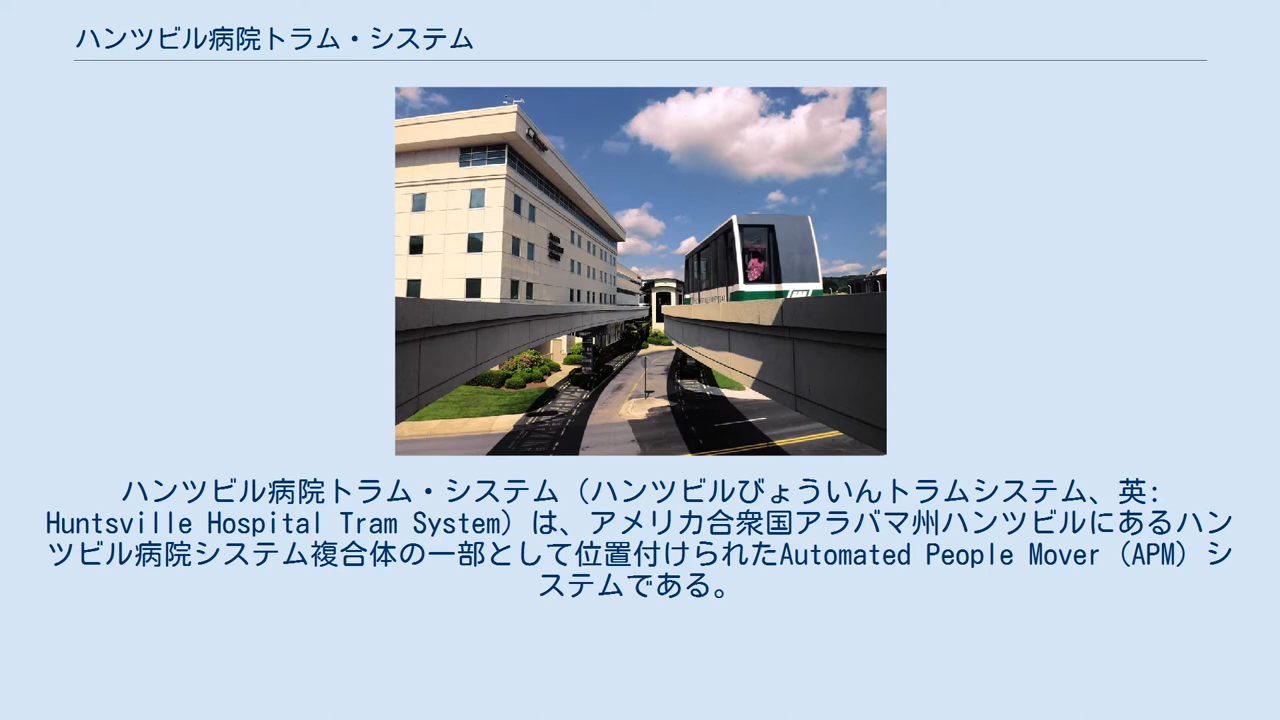 ハンツビル病院トラム・システム
ハンツビル病院トラム・システム（ハンツビルびょういんトラムシステム、英:
Huntsville Hospital Tram System）は、アメリカ合衆国アラバマ州ハンツビルにあるハン
ツビル病院システム複合体の一部として位置付けられたAutomated People Mover（APM）シ
ステムである。